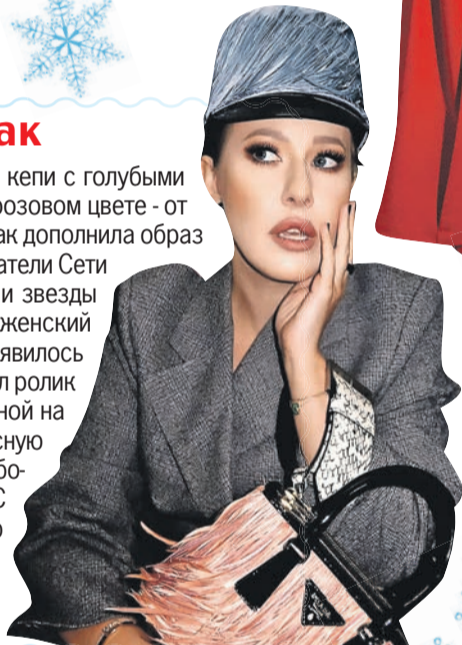 ак
кепи с голубыми
розовом цвете - от
ак дополнила образ
атели Сети
и звезды
женский
явилось
л ролик
ной на
сную
бо-
С